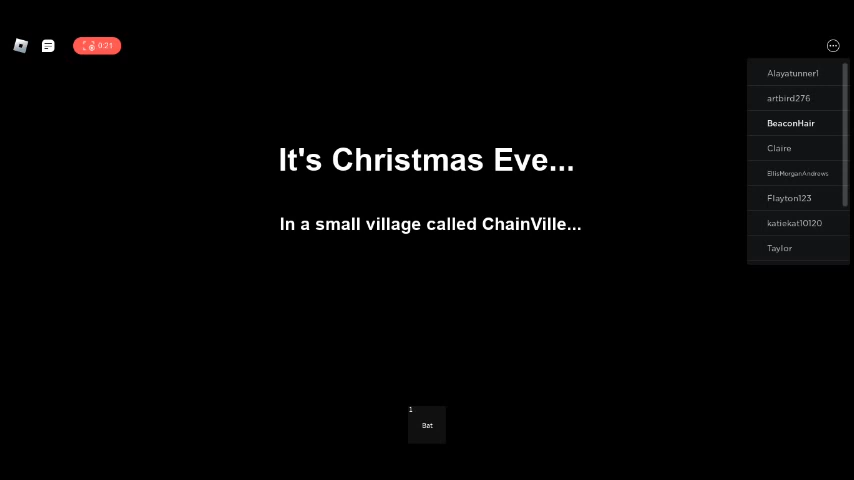 0:21
Alayatunner1
artbird276
BeaconHair
Claire
EllisMorganAndrews
Flayton123
katiekat10120
Taylor
It's Christmas Eve...
In a small village called ChainVille...
1
Bat